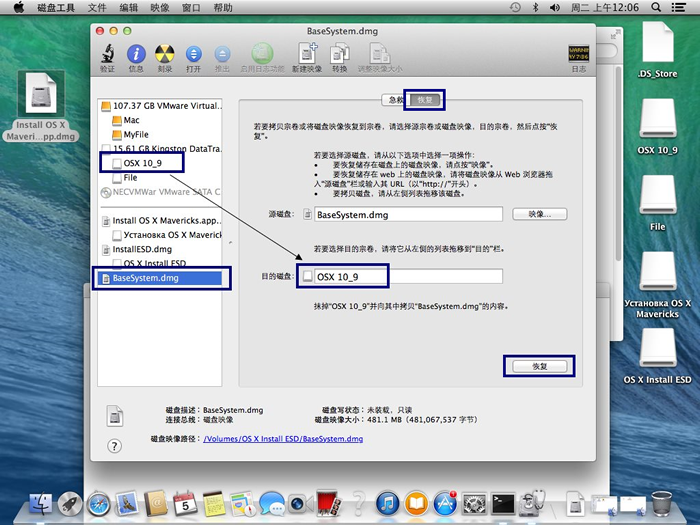 磁盘工具 文件 编辑 映像 窗口 帮助
周二 上午12:06
BaseSystem.dmg
验证 信息 刻录 打开 推出 启用日志功能 新建映像 转换 调整映像大小 日志
WARNIN
AY 7:36
Install OS X
Maveri...pp.dmg
107.37 GB VMware Virtual...
Mac
MyFile
15.61 GB Kingston DataTra...
OSX 10_9
File
NECVMWar VMware SATA C
Install OS X Mavericks.app...
Установка OS X Maverick
InstallESD.dmg
OS X Install ESD
BaseSystem.dmg
急救 恢复
若要拷贝宗卷或将磁盘映像恢复到宗卷，请选择源宗卷或磁盘映像，目的宗卷，然后点按“恢
复”。
若要选择源磁盘，请从以下选项中选择一项操作：
• 要恢复储存在磁盘上的磁盘映像，请点按“映像”。
• 要恢复储存在 web 上的磁盘映像，请将磁盘映像从 Web 浏览器拖
入“源磁盘”栏或输入其 URL（以“http://”开头）。
• 要拷贝磁盘，请从左侧列表拖移该磁盘。
源磁盘： BaseSystem.dmg 映像...
若要选择目的宗卷，请将它从左侧的列表拖移到“目的”栏。
目的磁盘： OSX 10_9
抹掉“OSX 10_9”并向其中拷贝“BaseSystem.dmg”的内容。
恢复
磁盘描述：BaseSystem.dmg 磁盘写状态：未装载，只读
连接总线：磁盘映像 磁盘映像大小：481.1 MB（481,067,537 字节）
磁盘映像路径：/Volumes/OS X Install ESD/BaseSystem.dmg
?
.DS_Store
OSX 10_9
File
Установка OS X
Mavericks
OS X Install ESD
5